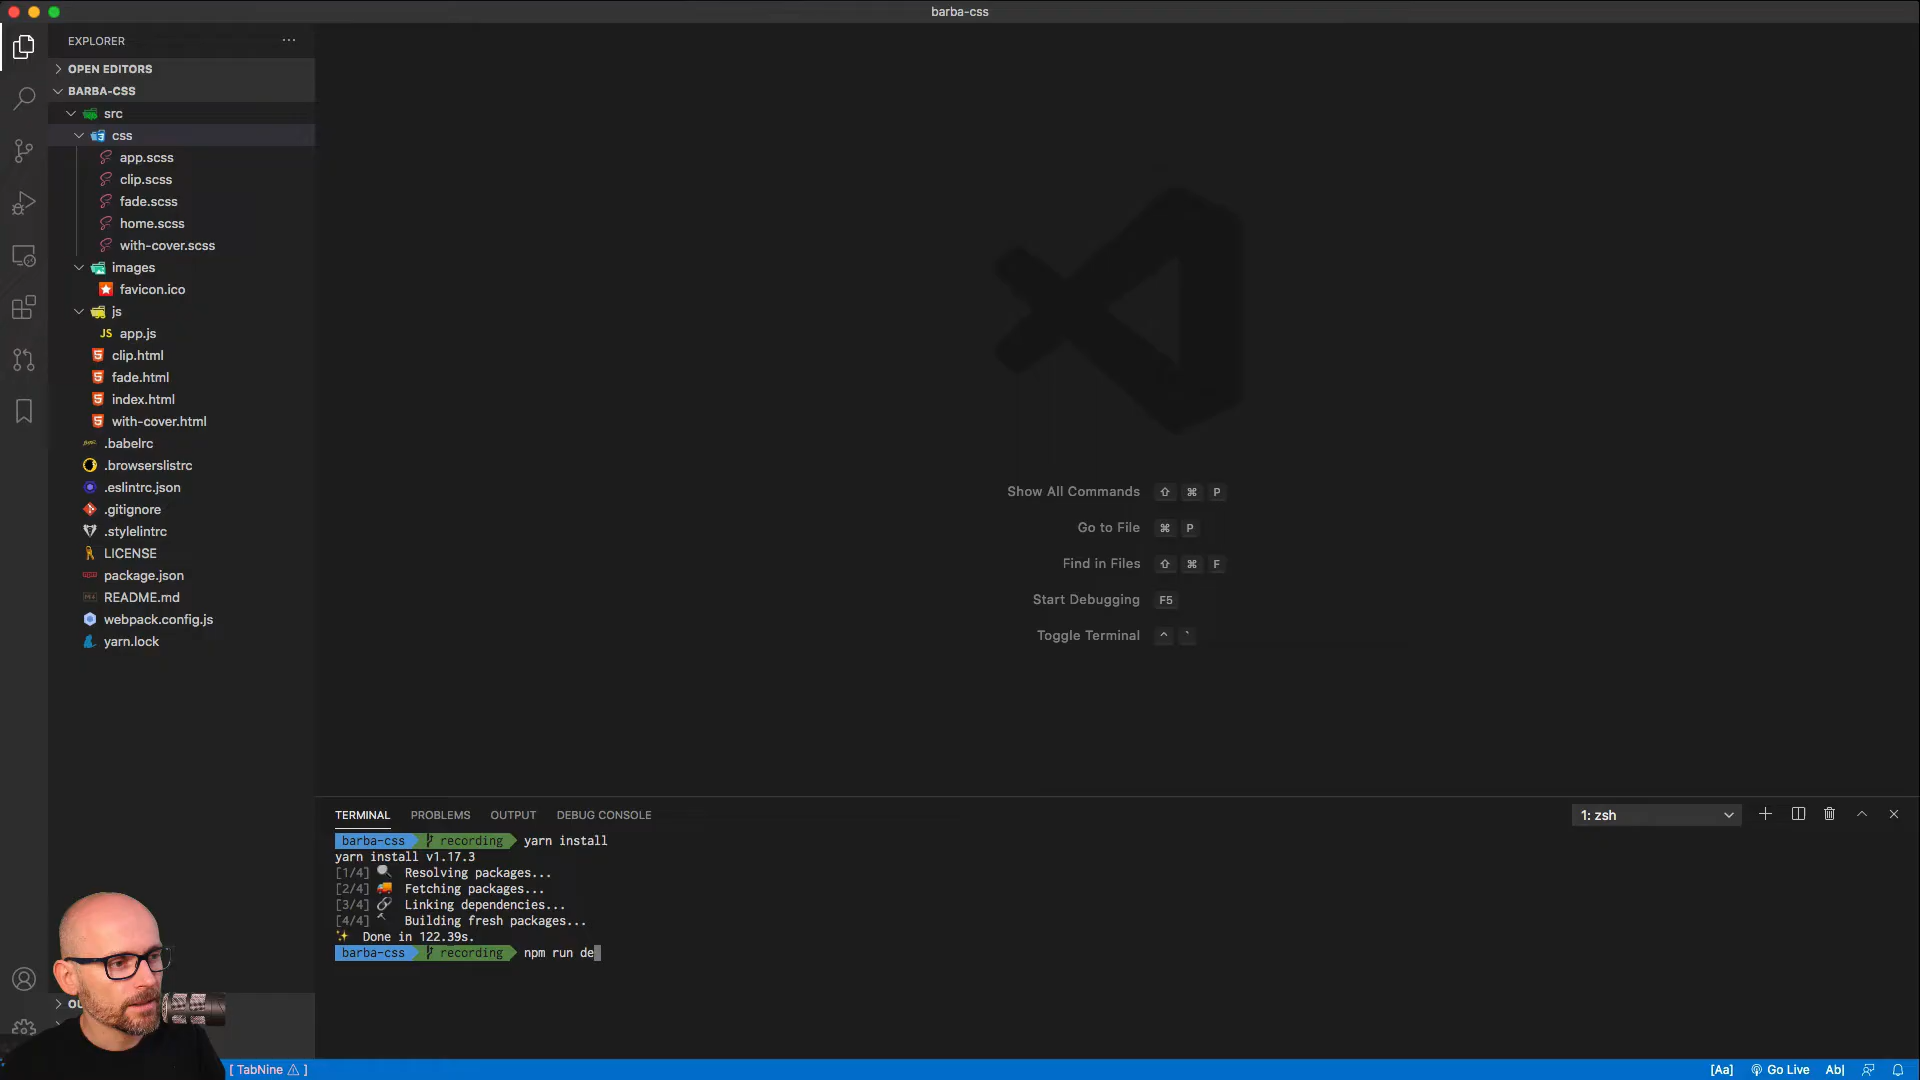 barba-css
EXPLORER
OPEN EDITORS
BARBA-CSS
src
css
app.scss
clip.scss
fade.scss
home.scss
with-cover.scss
images
favicon.ico
js
JS app.js
clip.html
fade.html
index.html
with-cover.html
.babelrc
.browserslistrc
.eslintrc.json
.gitignore
.stylelintrc
LICENSE
package.json
README.md
webpack.config.js
yarn.lock
Show All Commands ⇧ ⌘ P
Go to File ⌘ P
Find in Files ⇧ ⌘ F
Start Debugging F5
Toggle Terminal ^ `
TERMINAL PROBLEMS OUTPUT DEBUG CONSOLE
1: zsh
barba-css recording yarn install
yarn install v1.17.3
[1/4] 🔍 Resolving packages...
[2/4] 🚚 Fetching packages...
[3/4] 🔗 Linking dependencies...
[4/4] 🔨 Building fresh packages...
✨ Done in 122.39s.
barba-css recording npm run de
[ TabNine ⚠ ]
[Aa] Go Live Ab|